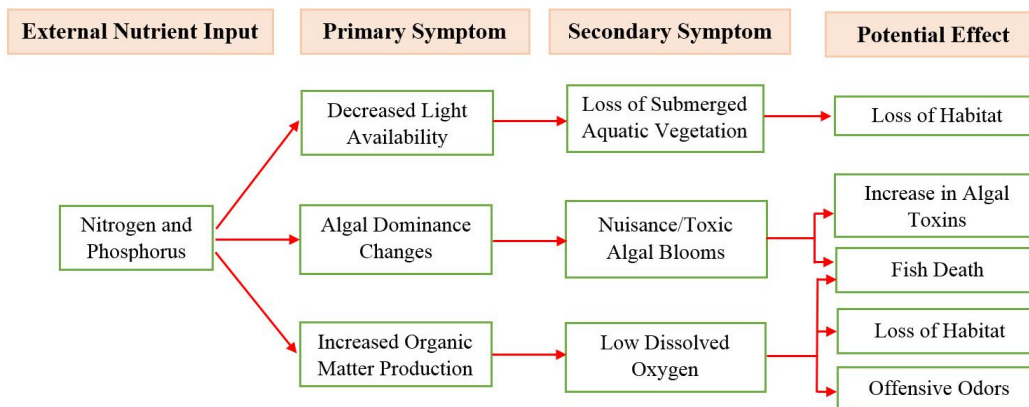 External Nutrient Input
Primary Symptom
Secondary Symptom
Potential Effect
Decreased Light
Availability
Loss of Submerged
Aquatic Vegetation
Loss of Habitat
Nitrogen and
Phosphorus
Algal Dominance
Changes
Nuisance/Toxic
Algal Blooms
Increase in Algal
Toxins
Fish Death
Increased Organic
Matter Production
Low Dissolved
Oxygen
Loss of Habitat
Offensive Odors